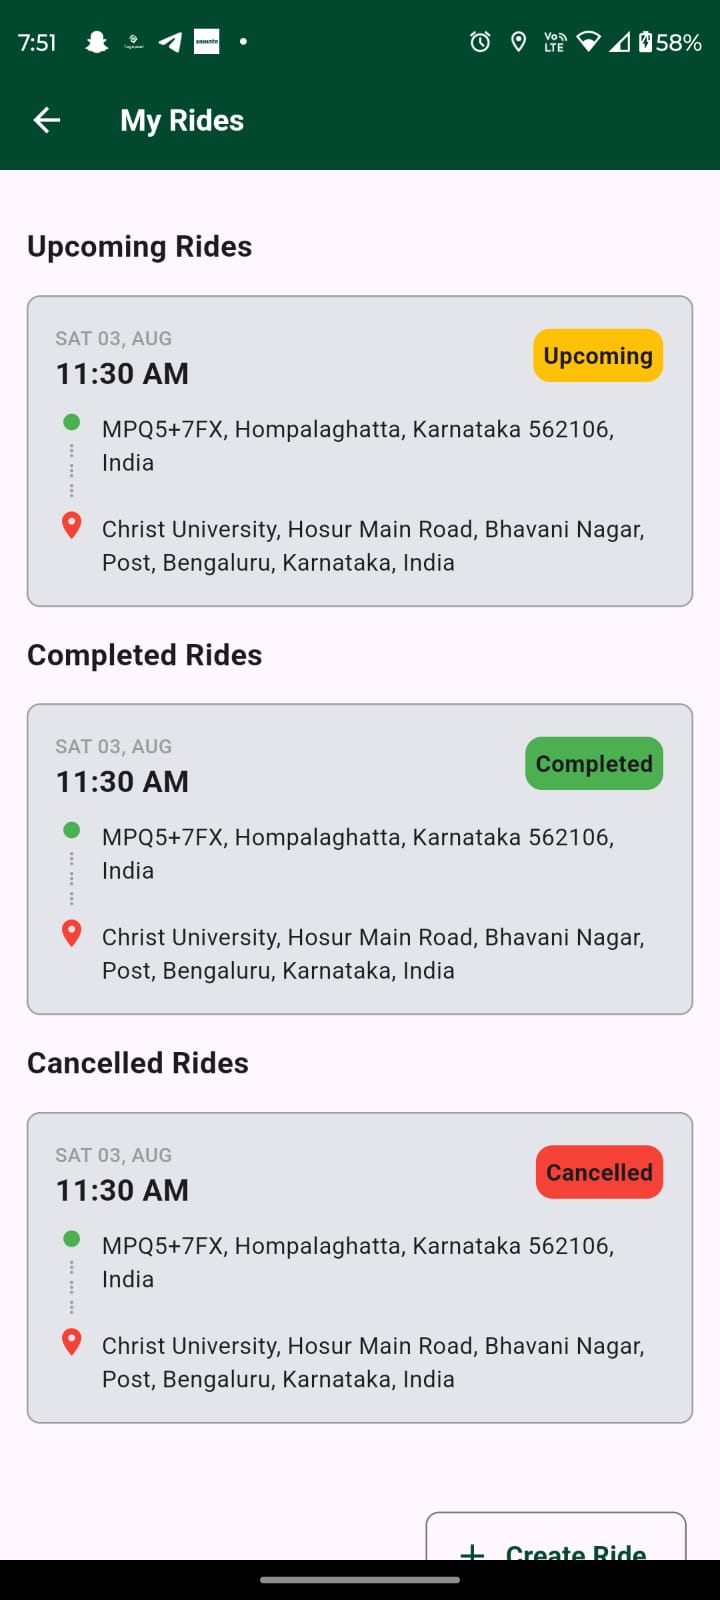 7:51
58%
My Rides
Upcoming Rides
SAT 03, AUG
11:30 AM
Upcoming
MPQ5+7FX, Hompalaghatta, Karnataka 562106,
India
Christ University, Hosur Main Road, Bhavani Nagar,
Post, Bengaluru, Karnataka, India
Completed Rides
SAT 03, AUG
11:30 AM
Completed
MPQ5+7FX, Hompalaghatta, Karnataka 562106,
India
Christ University, Hosur Main Road, Bhavani Nagar,
Post, Bengaluru, Karnataka, India
Cancelled Rides
SAT 03, AUG
11:30 AM
Cancelled
MPQ5+7FX, Hompalaghatta, Karnataka 562106,
India
Christ University, Hosur Main Road, Bhavani Nagar,
Post, Bengaluru, Karnataka, India
+ Create Ride